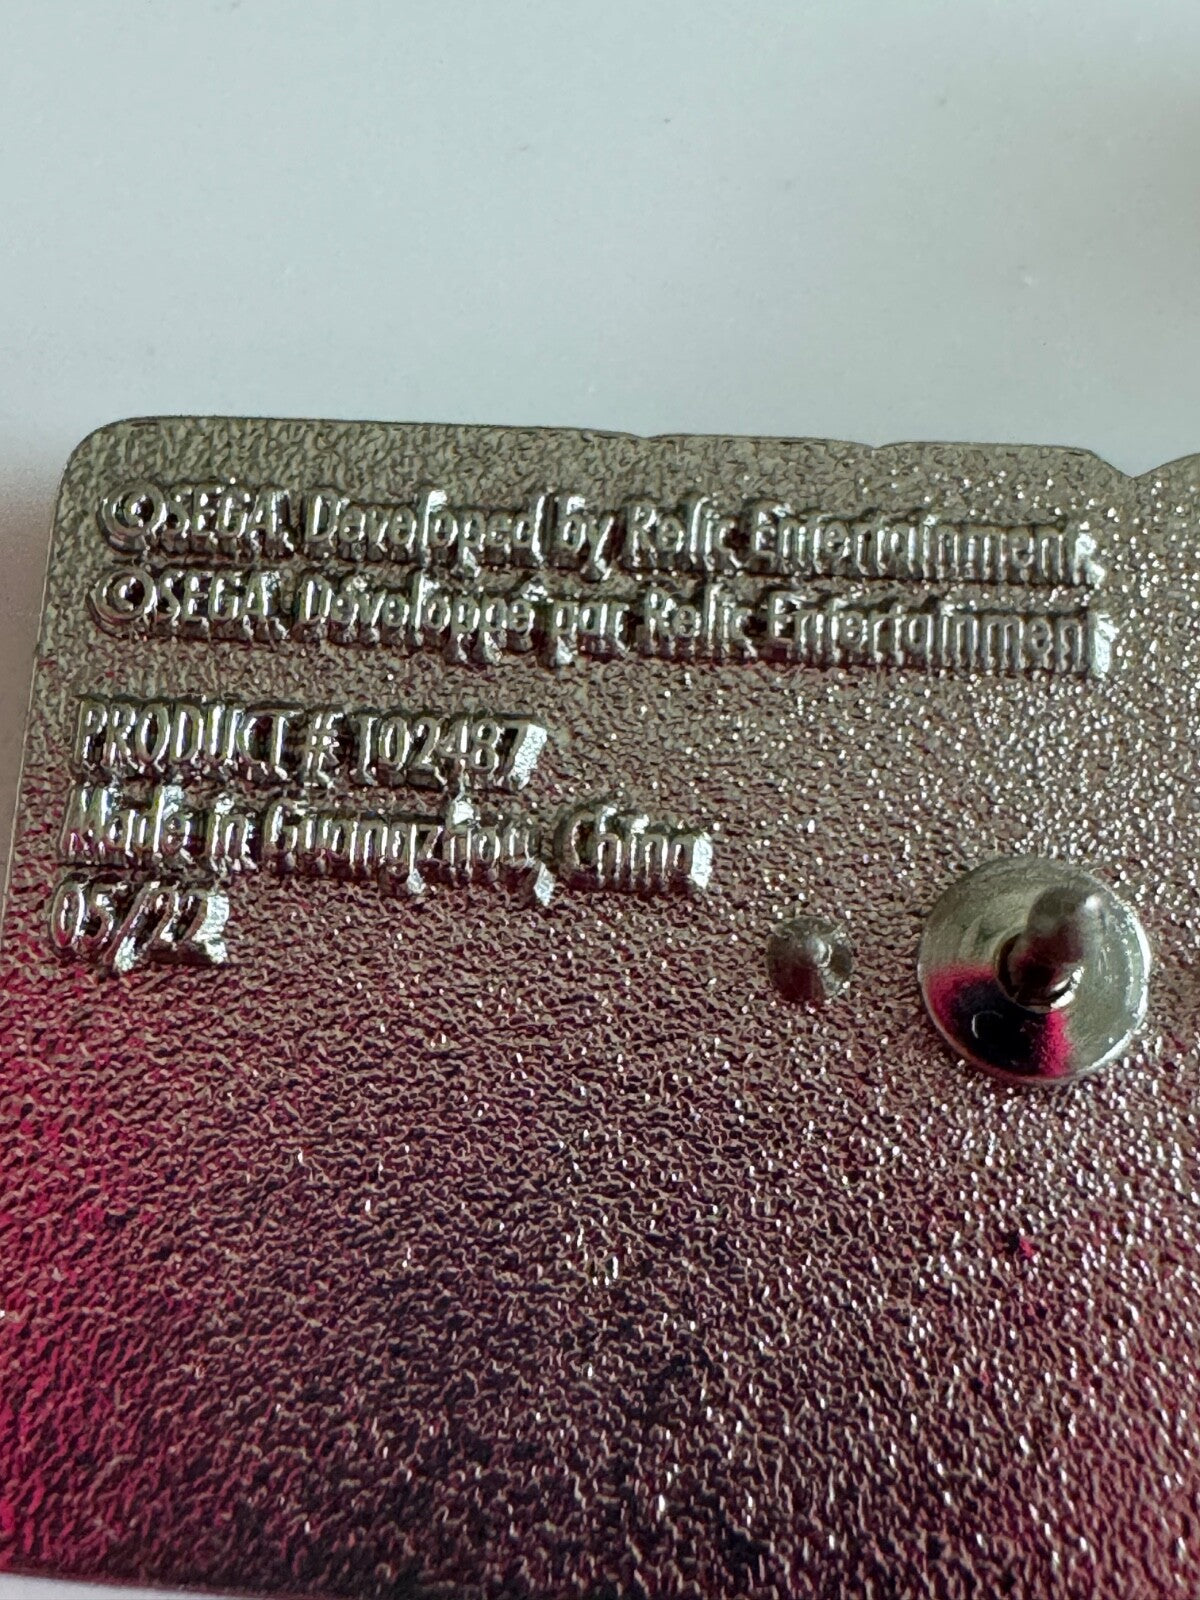 ©SEGA. Developed by Relic Entertainment.
©SEGA. Développé par Relic Entertainment.
PRODUCT # T02487
Made in Guangzhou, China
05/22